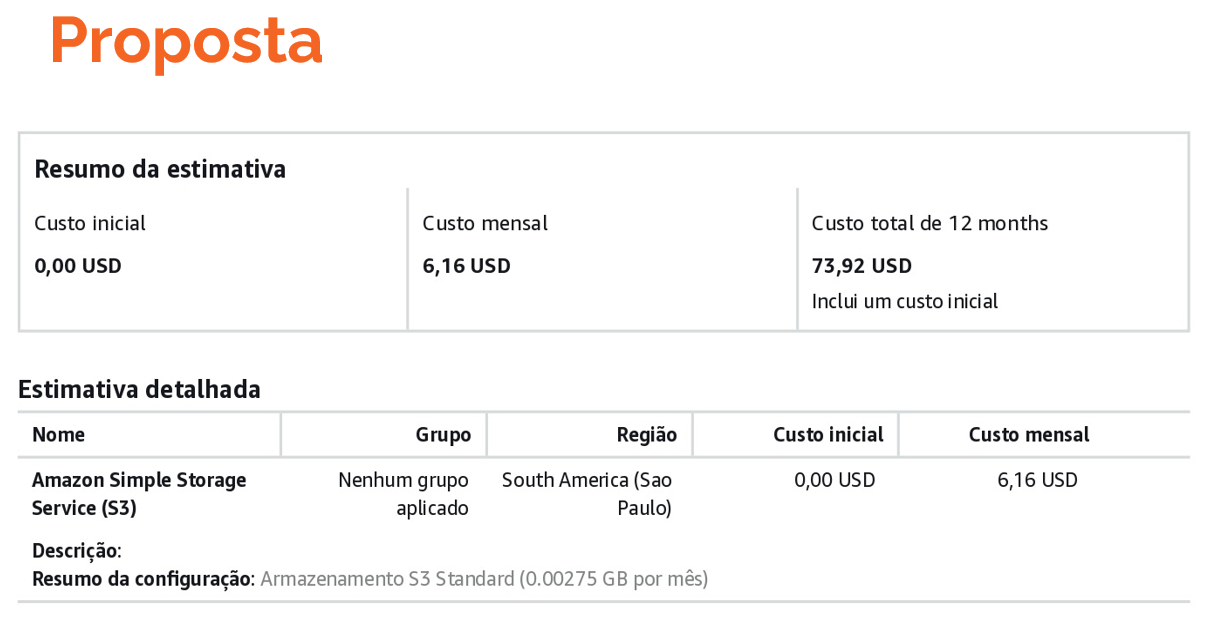 Proposta
Resumo da estimativa
Custo inicial
0,00 USD
Custo mensal
6,16 USD
Custo total de 12 months
73,92 USD
Inclui um custo inicial
Estimativa detalhada
Nome Grupo Região Custo inicial Custo mensal
Amazon Simple Storage Nenhum grupo South America (Sao 0,00 USD 6,16 USD
Service (S3) aplicado Paulo)
Descrição:
Resumo da configuração: Armazenamento S3 Standard (0.00275 GB por mês)